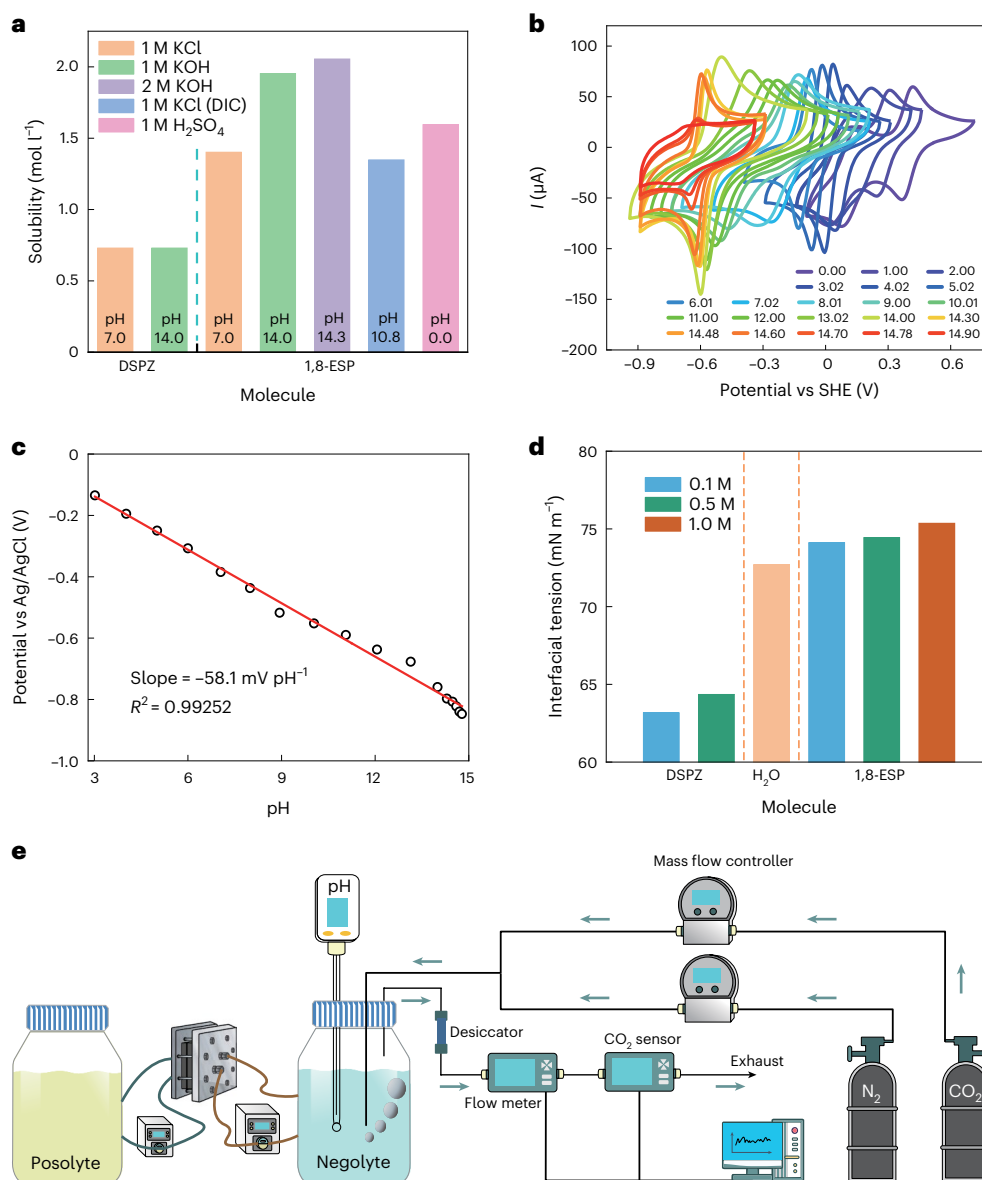 a
1 M KCl
1 M KOH
2 M KOH
1 M KCl (DIC)
1 M H₂SO₄
Solubility (mol l⁻¹)
2.0
1.5
1.0
0.5
0
pH 7.0
pH 14.0
pH 7.0
pH 14.0
pH 14.3
pH 10.8
pH 0.0
DSPZ
1,8-ESP
Molecule
b
I (µA)
100
50
0
−50
−100
−150
−200
0.00 1.00 2.00
3.02 4.02 5.02
6.01 7.02 8.01 9.00 10.01
11.00 12.00 13.02 14.00 14.30
14.48 14.60 14.70 14.78 14.90
−0.9 −0.6 −0.3 0 0.3 0.6
Potential vs SHE (V)
c
Potential vs Ag/AgCl (V)
0
−0.2
−0.4
−0.6
−0.8
−1.0
Slope = −58.1 mV pH⁻¹
R² = 0.99252
3 6 9 12 15
pH
d
Interfacial tension (mN m⁻¹)
80
75
70
65
60
0.1 M
0.5 M
1.0 M
DSPZ H₂O 1,8-ESP
Molecule
e
Mass flow controller
pH
Desiccator
CO₂ sensor
Exhaust
Flow meter
N₂
CO₂
Posolyte
Negolyte